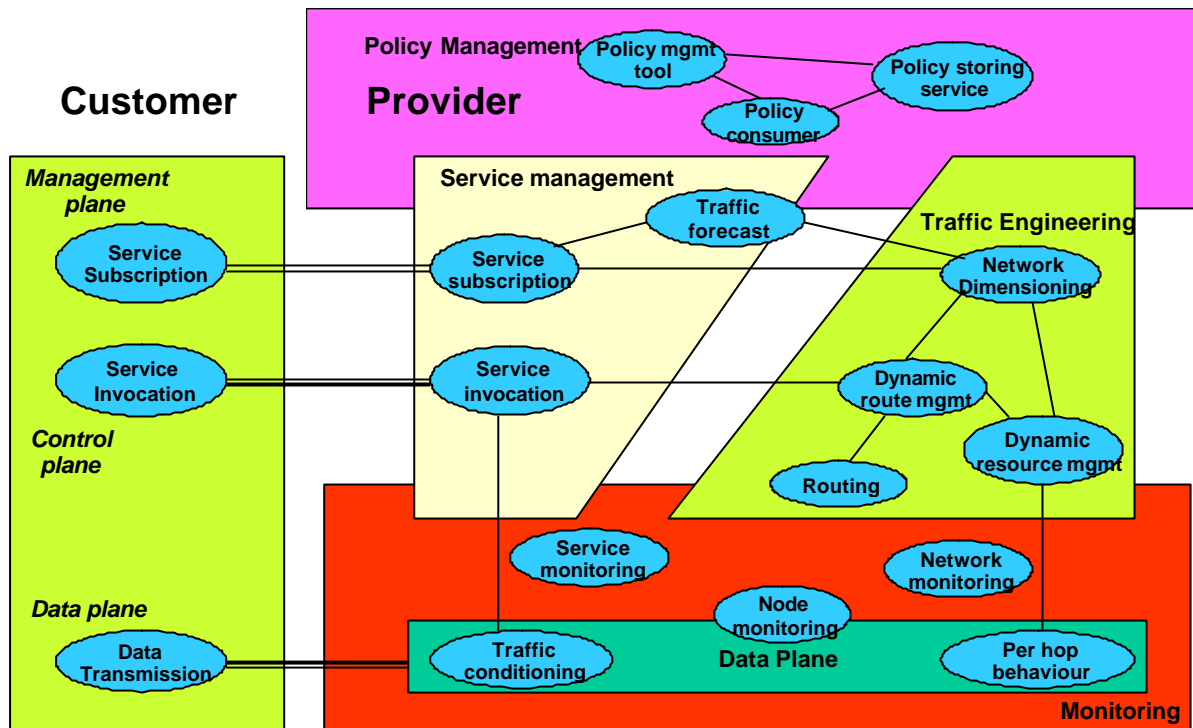 Policy Management
Policy mgmt
tool
Policy storing
service
Customer
Provider
Policy
consumer
Management
plane
Service management
Traffic
forecast
Traffic Engineering
Service
Subscription
Service
subscription
Network
Dimensioning
Service
Invocation
Service
invocation
Dynamic
route mgmt
Control
plane
Dynamic
resource mgmt
Routing
Service
monitoring
Network
monitoring
Data plane
Node
monitoring
Data
Transmission
Traffic
conditioning
Data Plane
Per hop
behaviour
Monitoring